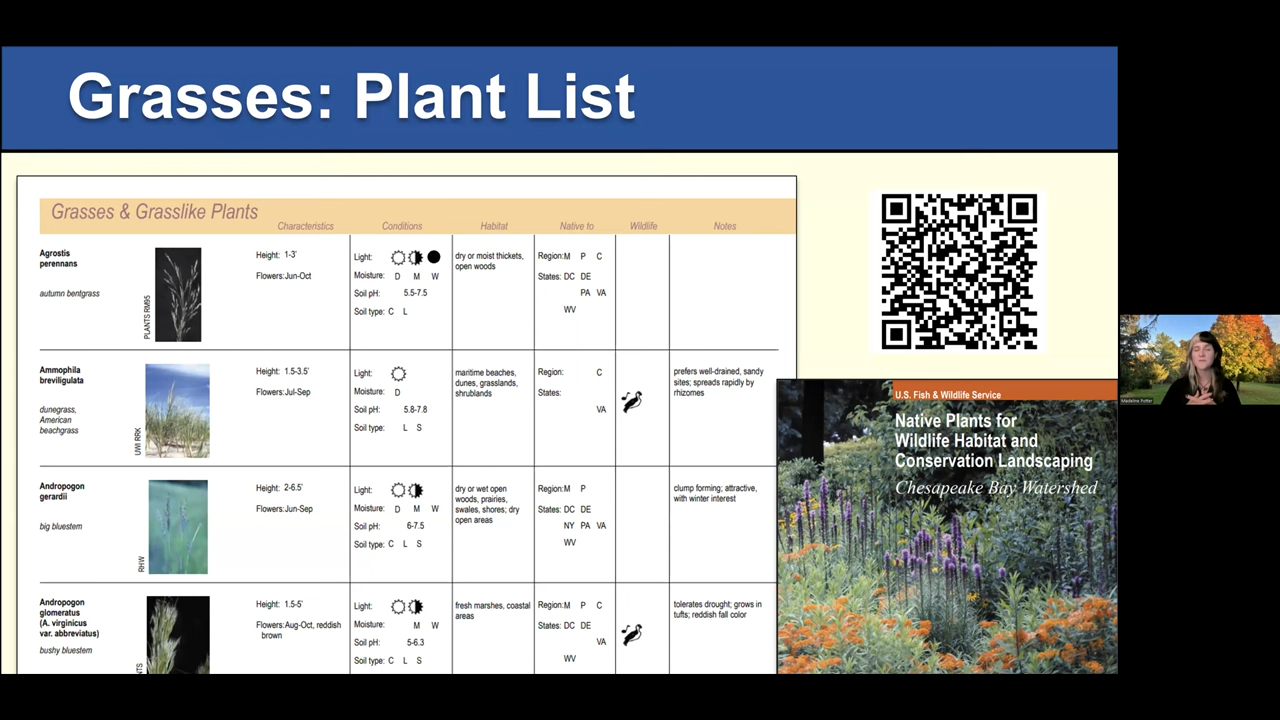 Grasses: Plant List
Grasses & Grasslike Plants
Characteristics Conditions Habitat Native to Wildlife Notes
Agrostis
perennans
autumn bentgrass
PLANTS RM95
Height: 1-3'
Flowers:Jun-Oct
Light:
Moisture: D M W
Soil pH: 5.5-7.5
Soil type: C L
dry or moist thickets,
open woods
Region:M P C
States: DC DE
PA VA
WV
Ammophila
breviligulata
dunegrass,
American
beachgrass
UWI RRK
Height: 1.5-3.5'
Flowers:Jul-Sep
Light:
Moisture: D
Soil pH: 5.8-7.8
Soil type: L S
maritime beaches,
dunes, grasslands,
shrublands
Region: C
States:
VA
prefers well-drained, sandy
sites; spreads rapidly by
rhizomes
Andropogon
gerardii
big bluestem
RHW
Height: 2-6.5'
Flowers:Jun-Sep
Light:
Moisture: D M W
Soil pH: 6-7.5
Soil type: C L S
dry or wet open
woods, prairies,
swales, shores; dry
open areas
Region:M P
States: DC DE
NY PA VA
WV
clump forming; attractive,
with winter interest
Andropogon
glomeratus
(A. virginicus
var. abbreviatus)
bushy bluestem
Height: 1.5-5'
Flowers:Aug-Oct, reddish
brown
Light:
Moisture: M W
Soil pH: 5-6.3
Soil type: C L S
fresh marshes, coastal
areas
Region:M P C
States: DC DE
VA
WV
tolerates drought; grows in
tufts; reddish fall color
U.S. Fish & Wildlife Service
Native Plants for
Wildlife Habitat and
Conservation Landscaping
Chesapeake Bay Watershed
Madeline Potter